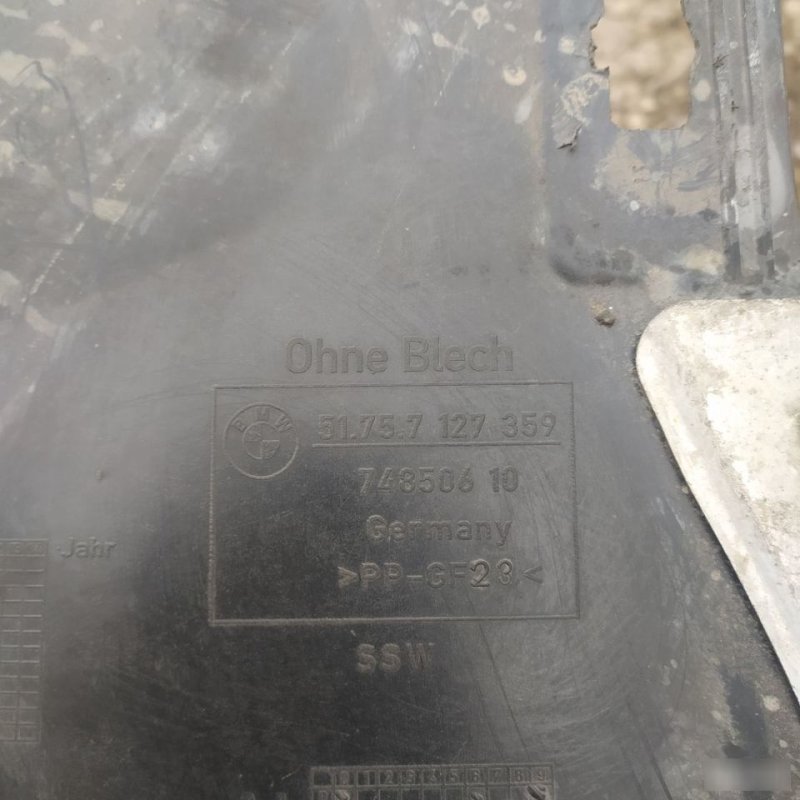 Ohne Blech
BMW
51.75.7 127 359
748506 10
Germany
Jahr
>PP-GF23<
SSW